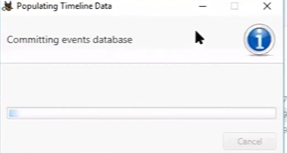 Populating Timeline Data
Committing events database
Cancel